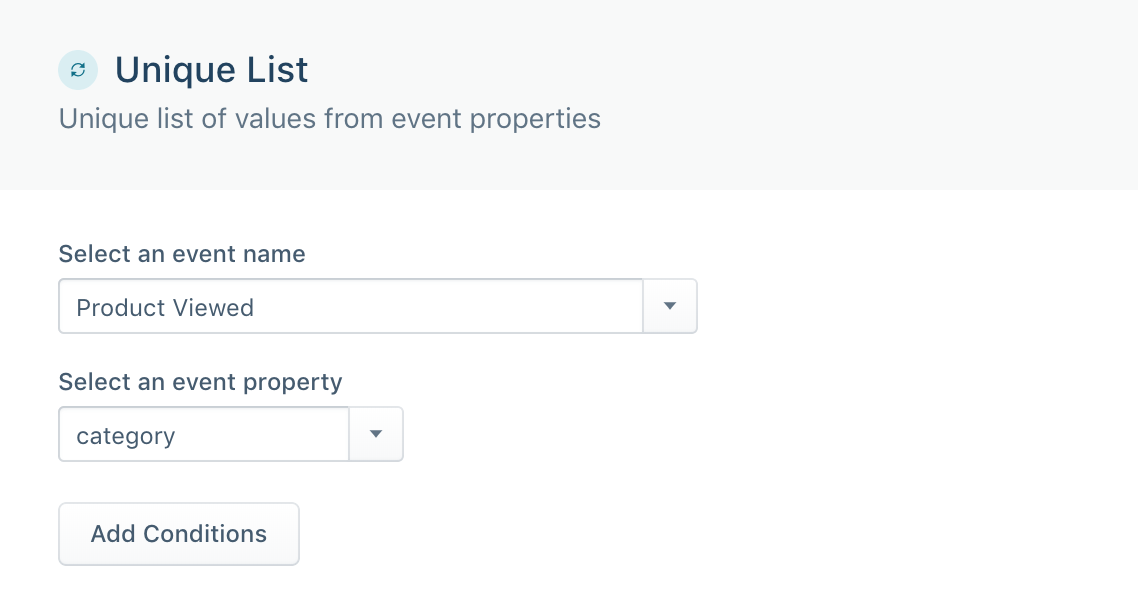 Unique List
Unique list of values from event properties
Select an event name
Product Viewed
Select an event property
category
Add Conditions